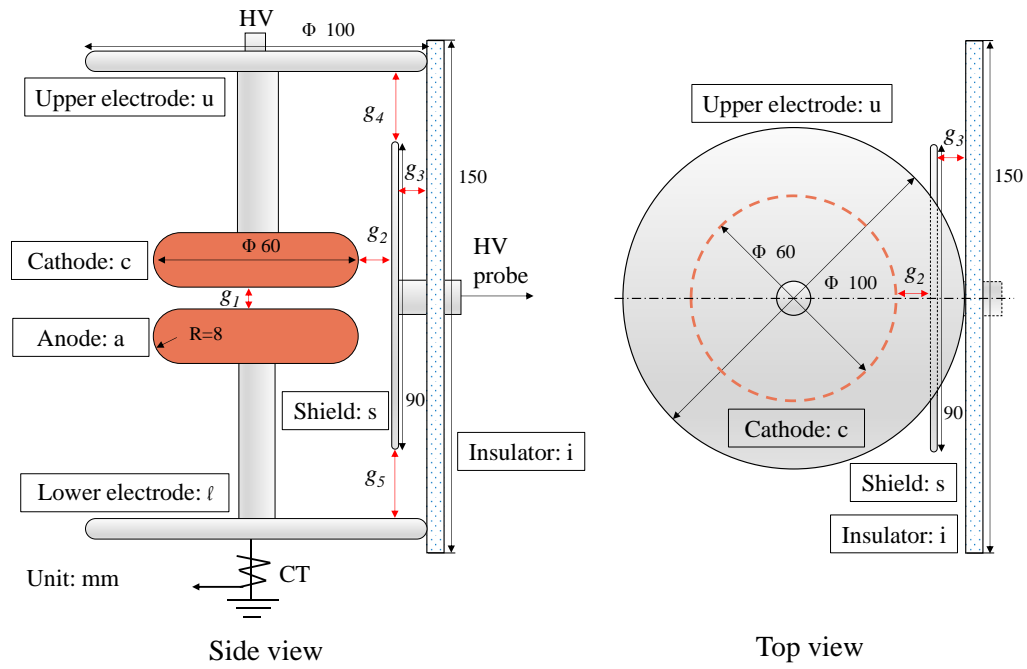 HV
Φ 100
Upper electrode: u
g4
g3
150
Φ 60
g2
Cathode: c
HV
probe
g1
Anode: a
R=8
Shield: s
90
Insulator: i
g5
Lower electrode: ℓ
CT
Unit: mm
Side view
Upper electrode: u
g3
150
Φ 60
Φ 100
g2
Cathode: c
90
Shield: s
Insulator: i
Top view